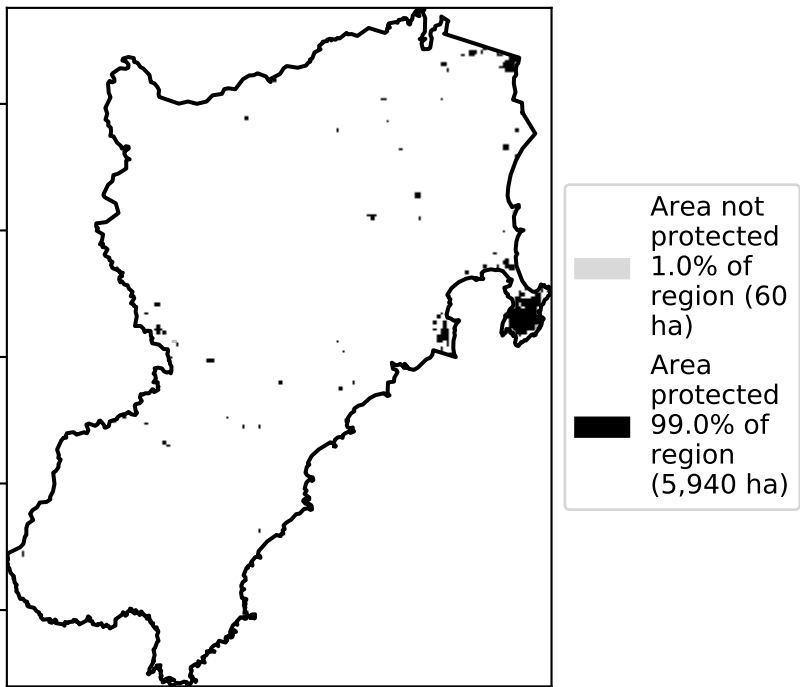 Area not
protected
1.0% of
region (60
ha)
Area
protected
99.0% of
region
(5,940 ha)